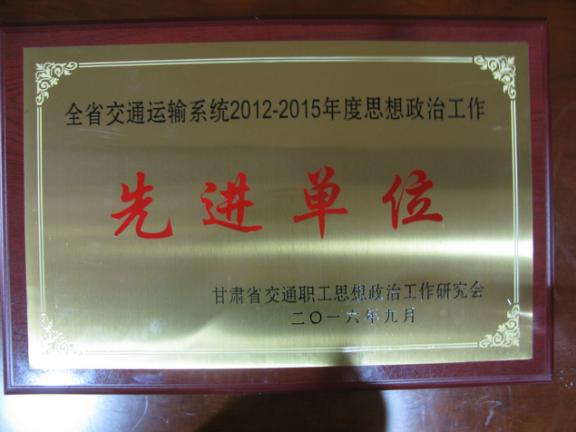 全省交通运输系统2012-2015年度思想政治工作
先进单位
甘肃省交通职工思想政治工作研究会
二〇一六年九月